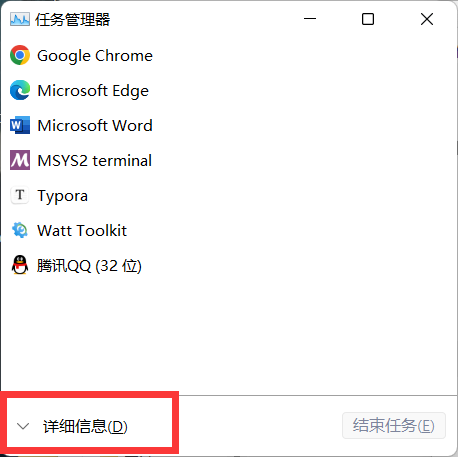 任务管理器
Google Chrome
Microsoft Edge
Microsoft Word
MSYS2 terminal
Typora
Watt Toolkit
腾讯QQ (32 位)
详细信息(D)
结束任务(E)